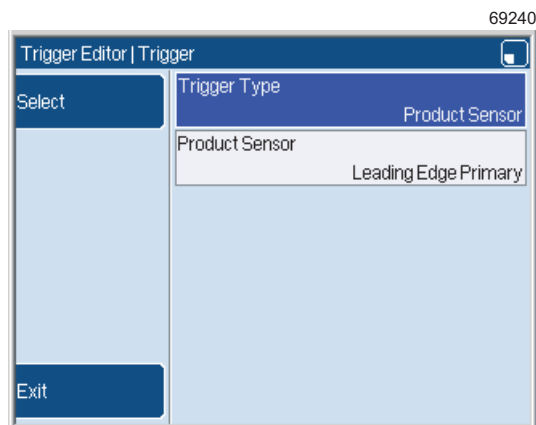 69240
Trigger Editor | Trigger
Select
Trigger Type
Product Sensor
Product Sensor
Leading Edge Primary
Exit